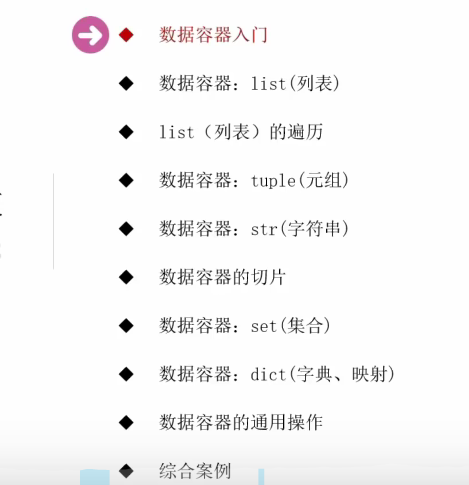 数据容器入门
数据容器：list(列表)
list（列表）的遍历
数据容器：tuple(元组)
数据容器：str(字符串)
数据容器的切片
数据容器：set(集合)
数据容器：dict(字典、映射)
数据容器的通用操作
综合案例